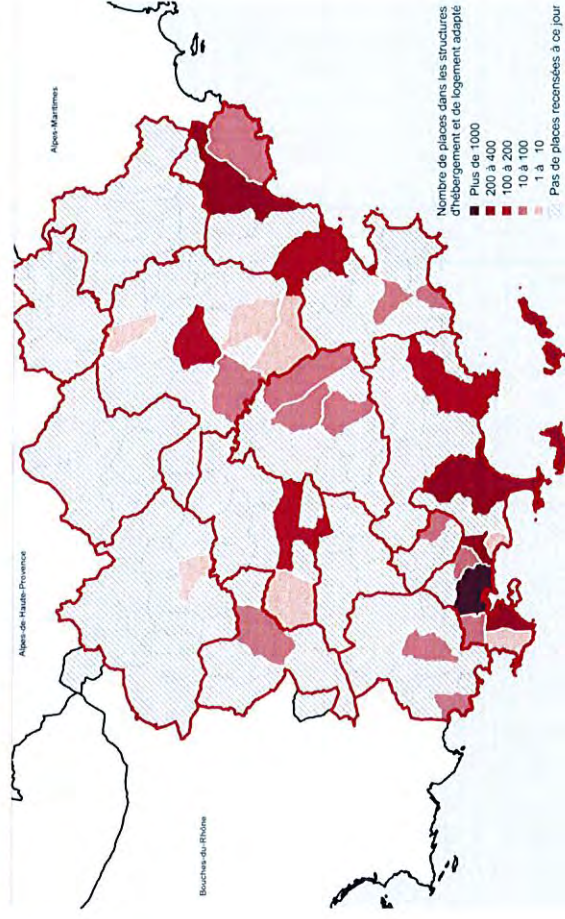 Alpes-Maritimes
Alpes-de-Haute-Provence
Bouches-du-Rhône
Nombre de places dans les structures
d'hébergement et de logement adapté
Plus de 1000
200 à 400
100 à 200
10 à 100
1 à 10
Pas de places recensées à ce jour